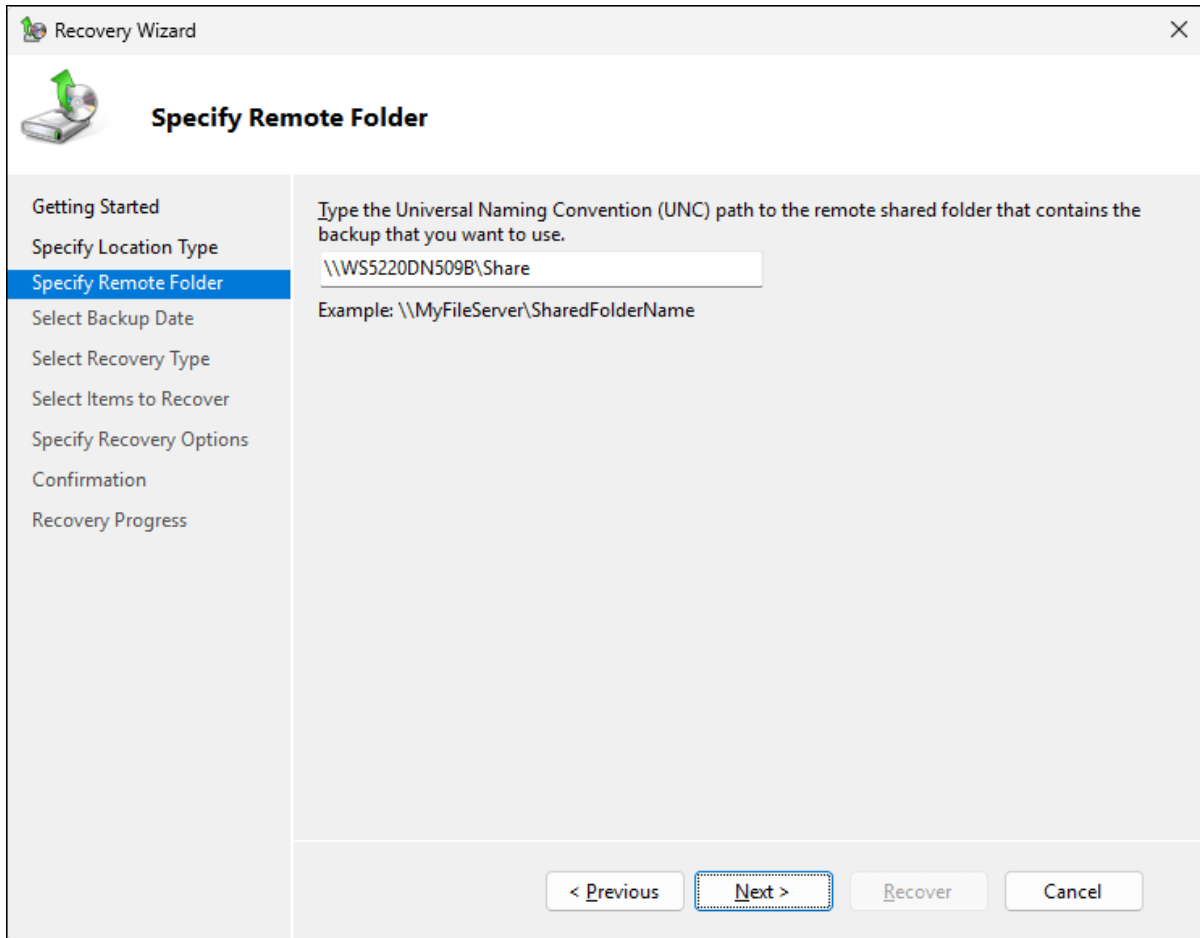 Recovery Wizard
Specify Remote Folder
Getting Started
Specify Location Type
Specify Remote Folder
Select Backup Date
Select Recovery Type
Select Items to Recover
Specify Recovery Options
Confirmation
Recovery Progress
Type the Universal Naming Convention (UNC) path to the remote shared folder that contains the
backup that you want to use.
\\WS5220DN509B\Share
Example: \\MyFileServer\SharedFolderName
< Previous Next > Recover Cancel